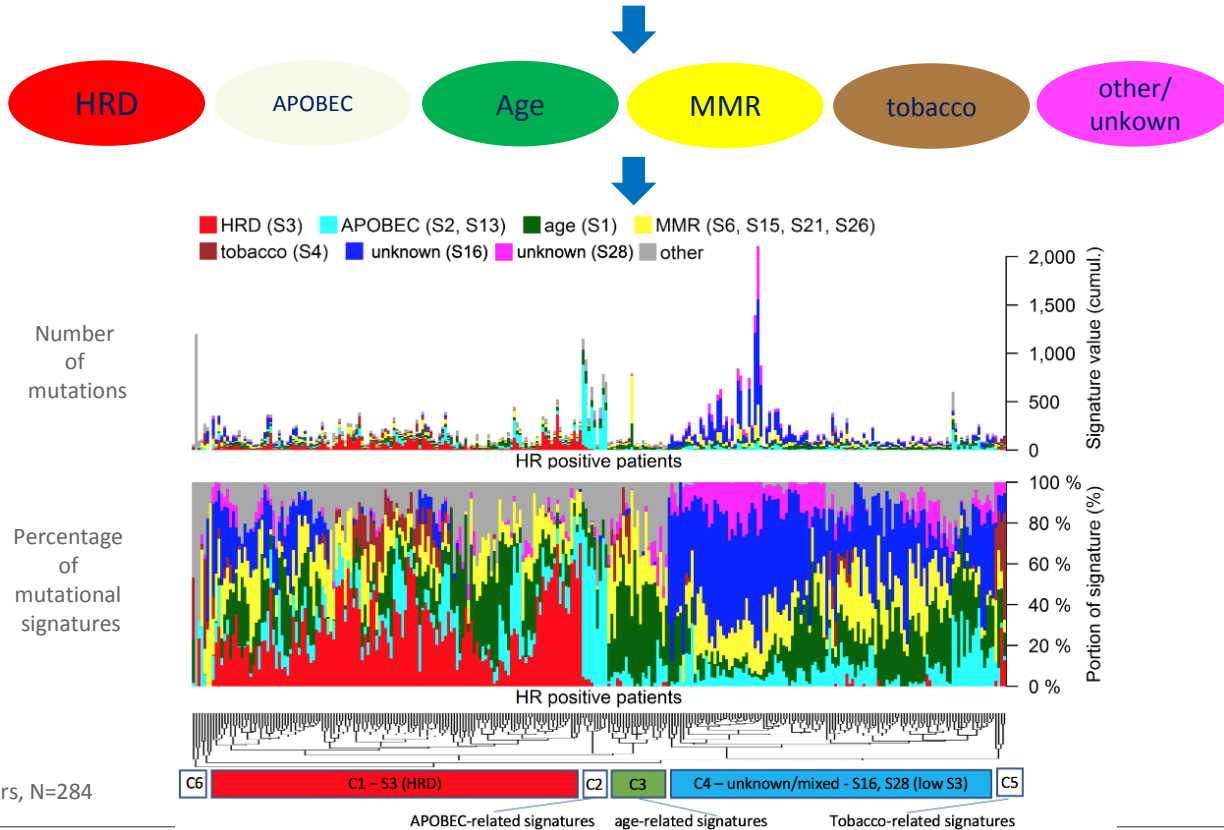 HRD
APOBEC
Age
MMR
tobacco
other/
unkown
HRD (S3) APOBEC (S2, S13) age (S1) MMR (S6, S15, S21, S26)
tobacco (S4) unknown (S16) unknown (S28) other
Number
of
mutations
2,000
1,500
1,000
500
0
Signature value (cumul.)
HR positive patients
Percentage
of
mutational
signatures
100 %
80 %
60 %
40 %
20 %
0 %
Portion of signature (%)
HR positive patients
rs, N=284
C6
C1 – S3 (HRD)
C2
C3
C4 – unknown/mixed - S16, S28 (low S3)
C5
APOBEC-related signatures
age-related signatures
Tobacco-related signatures